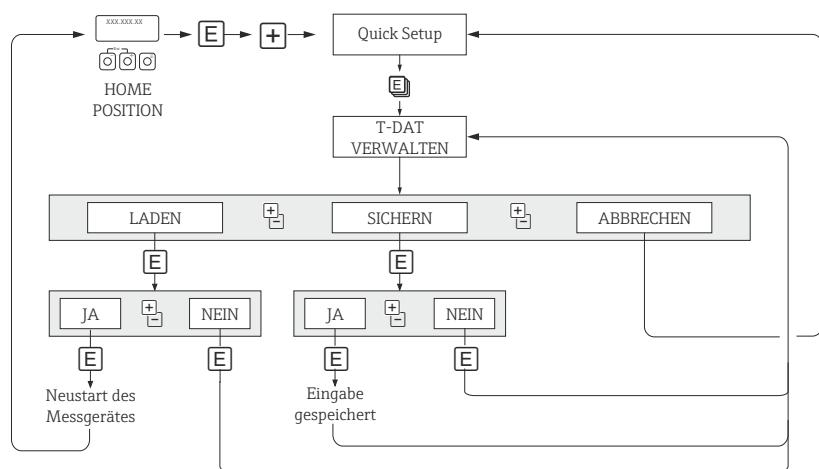 XXX.XXX.XX
Esc
E
+
Quick Setup
HOME
POSITION
E
T-DAT
VERWALTEN
LADEN
+
-
SICHERN
+
-
ABBRECHEN
E
E
JA
+
-
NEIN
JA
+
-
NEIN
E
E
E
E
Neustart des
Messgerätes
Eingabe
gespeichert